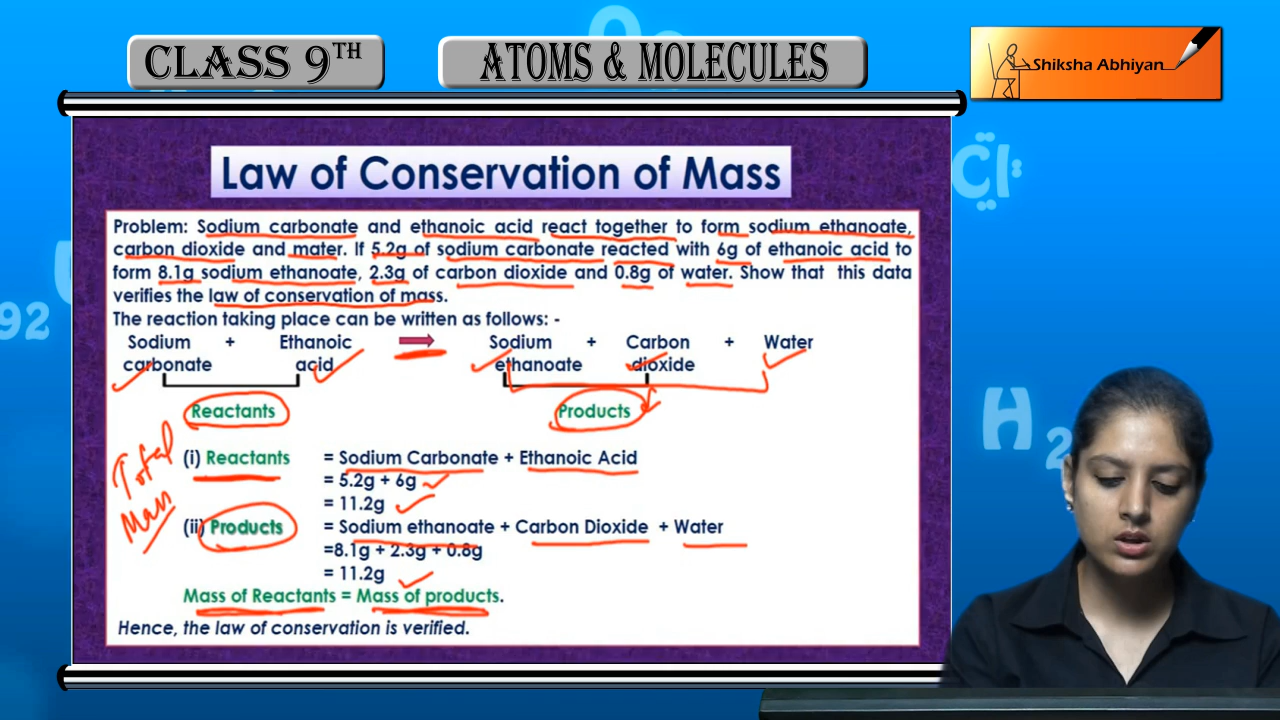 CLASS 9TH
ATOMS & MOLECULES
Shiksha Abhiyan
Law of Conservation of Mass
Problem: Sodium carbonate and ethanoic acid react together to form sodium ethanoate,
carbon dioxide and mater. If 5.2g of sodium carbonate reacted with 6g of ethanoic acid to
form 8.1g sodium ethanoate, 2.3g of carbon dioxide and 0.8g of water. Show that this data
verifies the law of conservation of mass.
The reaction taking place can be written as follows: -
Sodium + Ethanoic Sodium + Carbon + Water
carbonate acid ethanoate dioxide
Reactants Products
Total
Mass
(i) Reactants = Sodium Carbonate + Ethanoic Acid
= 5.2g + 6g
= 11.2g
(ii) Products = Sodium ethanoate + Carbon Dioxide + Water
=8.1g + 2.3g + 0.8g
= 11.2g
Mass of Reactants = Mass of products.
Hence, the law of conservation is verified.
92
Cl
H2